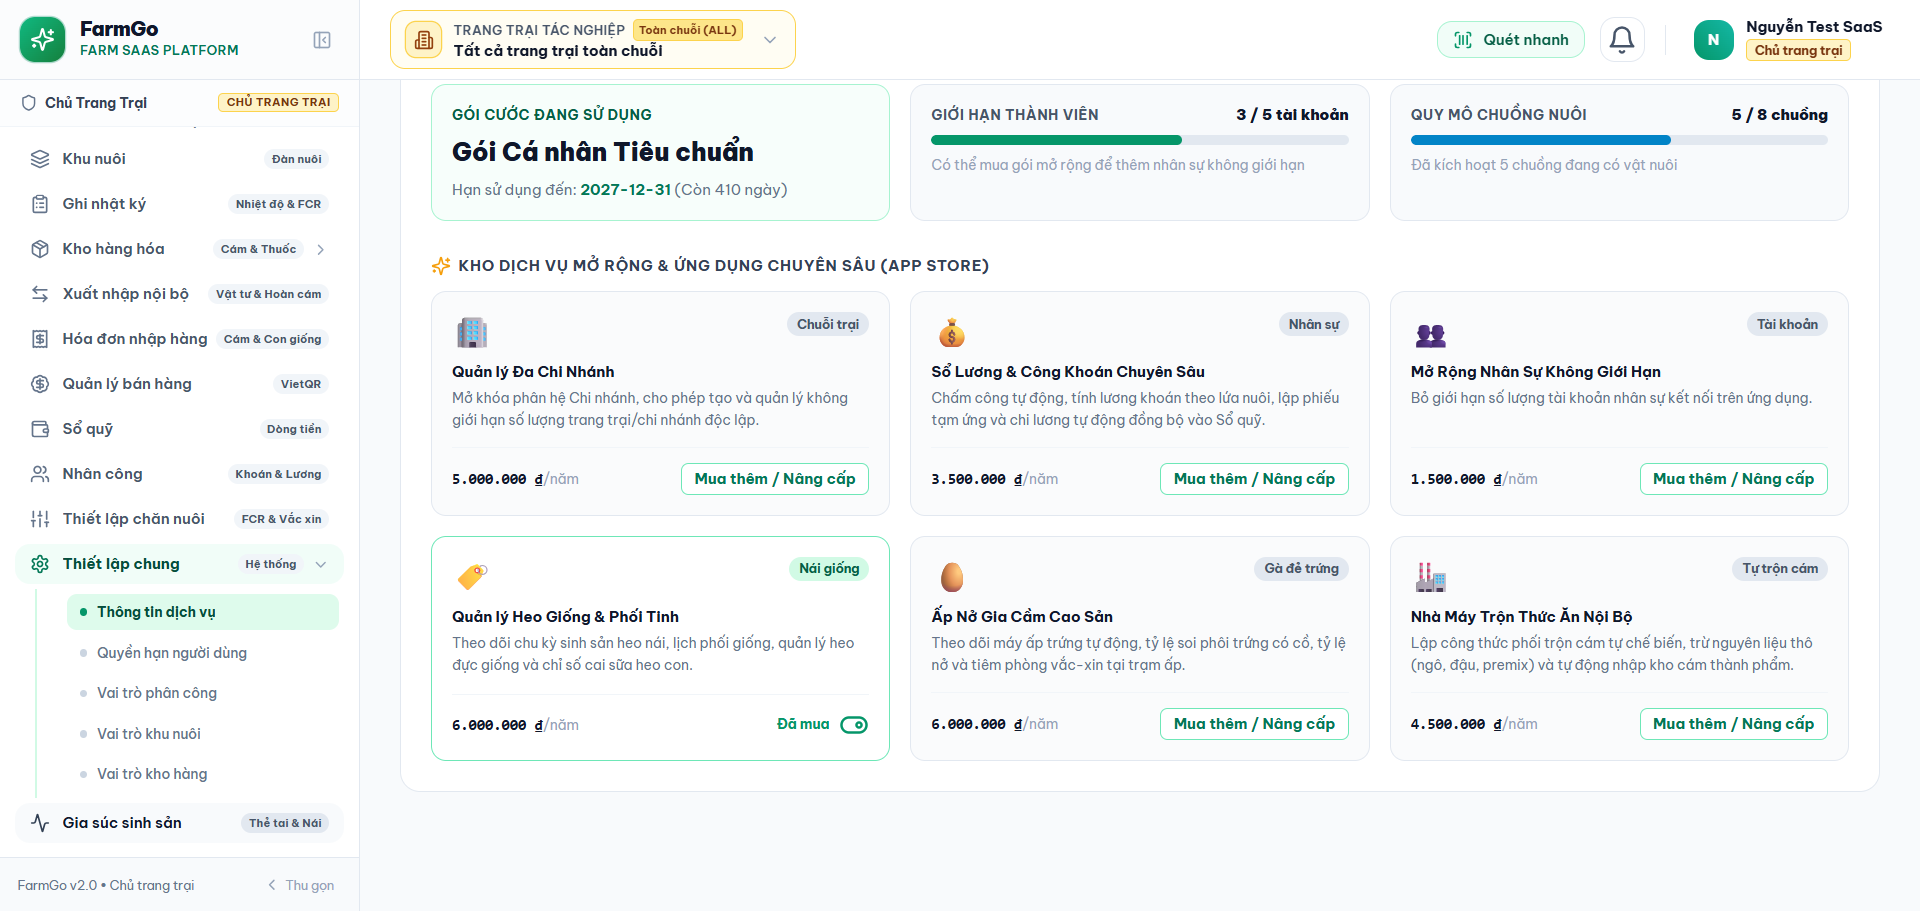 FarmGo
FARM SAAS PLATFORM
TRANG TRẠI TÁC NGHIỆP
Toàn chuỗi (ALL)
Tất cả trang trại toàn chuỗi
Quét nhanh
N
Nguyễn Test SaaS
Chủ trang trại
Chủ Trang Trại
CHỦ TRANG TRẠI
Khu nuôi
Đàn nuôi
Ghi nhật ký
Nhiệt độ & FCR
Kho hàng hóa
Cám & Thuốc
Xuất nhập nội bộ
Vật tư & Hoàn cám
Hóa đơn nhập hàng
Cám & Con giống
Quản lý bán hàng
VietQR
Sổ quỹ
Dòng tiền
Nhân công
Khoán & Lương
Thiết lập chăn nuôi
FCR & Vắc xin
Thiết lập chung
Hệ thống
Thông tin dịch vụ
Quyền hạn người dùng
Vai trò phân công
Vai trò khu nuôi
Vai trò kho hàng
Gia súc sinh sản
Thẻ tai & Nái
FarmGo v2.0 • Chủ trang trại
Thu gọn
GÓI CƯỚC ĐANG SỬ DỤNG
Gói Cá nhân Tiêu chuẩn
Hạn sử dụng đến: 2027-12-31 (Còn 410 ngày)
GIỚI HẠN THÀNH VIÊN
3 / 5 tài khoản
Có thể mua gói mở rộng để thêm nhân sự không giới hạn
QUY MÔ CHUỒNG NUÔI
5 / 8 chuồng
Đã kích hoạt 5 chuồng đang có vật nuôi
KHO DỊCH VỤ MỞ RỘNG & ỨNG DỤNG CHUYÊN SÂU (APP STORE)
Chuỗi trại
Quản lý Đa Chi Nhánh
Mở khóa phân hệ Chi nhánh, cho phép tạo và quản lý không
giới hạn số lượng trang trại/chi nhánh độc lập.
5.000.000 ₫/năm
Mua thêm / Nâng cấp
Nhân sự
Sổ Lương & Công Khoán Chuyên Sâu
Chấm công tự động, tính lương khoán theo lứa nuôi, lập phiếu
tạm ứng và chi lương tự động đồng bộ vào Sổ quỹ.
3.500.000 ₫/năm
Mua thêm / Nâng cấp
Tài khoản
Mở Rộng Nhân Sự Không Giới Hạn
Bỏ giới hạn số lượng tài khoản nhân sự kết nối trên ứng dụng.
1.500.000 ₫/năm
Mua thêm / Nâng cấp
Nái giống
Quản lý Heo Giống & Phối Tinh
Theo dõi chu kỳ sinh sản heo nái, lịch phối giống, quản lý heo
đực giống và chỉ số cai sữa heo con.
6.000.000 ₫/năm
Đã mua
Gà đẻ trứng
Ấp Nở Gia Cầm Cao Sản
Theo dõi máy ấp trứng tự động, tỷ lệ soi phôi trứng có cồ, tỷ lệ
nở và tiêm phòng vắc-xin tại trạm ấp.
6.000.000 ₫/năm
Mua thêm / Nâng cấp
Tự trộn cám
Nhà Máy Trộn Thức Ăn Nội Bộ
Lập công thức phối trộn cám tự chế biến, trừ nguyên liệu thô
(ngô, đậu, premix) và tự động nhập kho cám thành phẩm.
4.500.000 ₫/năm
Mua thêm / Nâng cấp